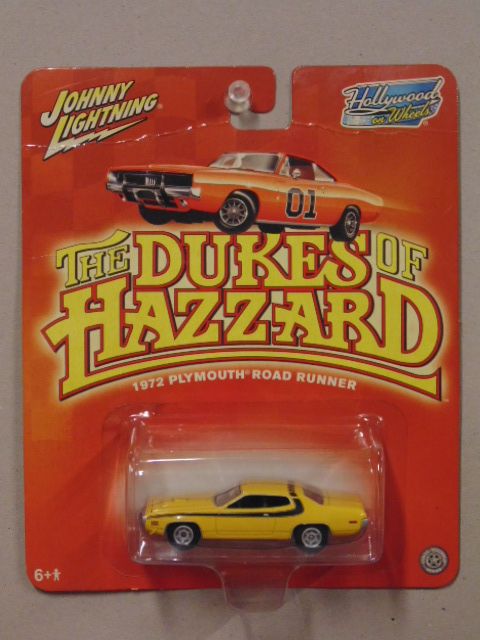 JOHNNY
LIGHTNING®
Hollywood
on Wheels®
01
THE DUKES OF
HAZZARD
1972 PLYMOUTH® ROAD RUNNER
6+